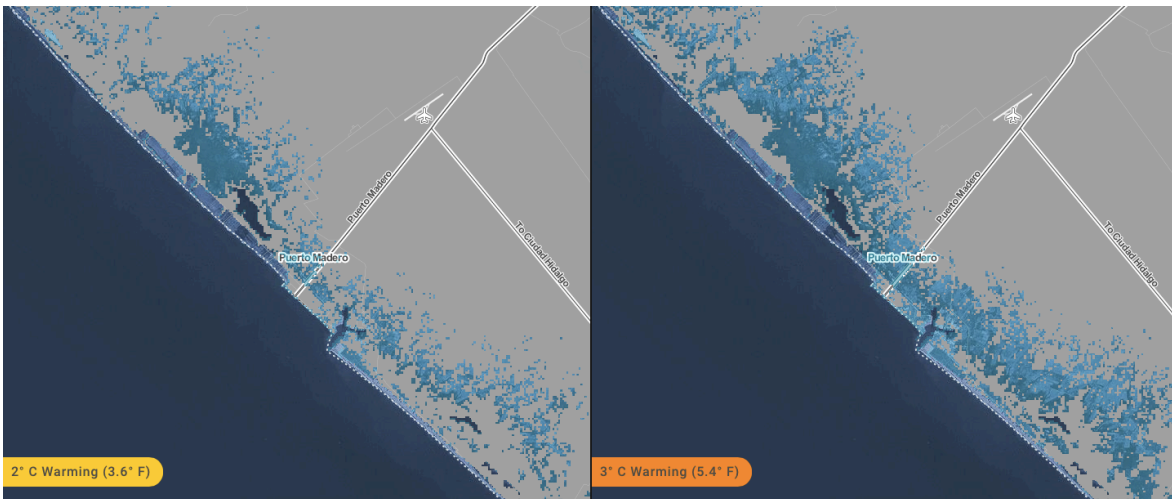 Puerto Madero
To Ciudad Hidalgo
Puerto Madero
2° C Warming (3.6° F)
Puerto Madero
To Ciudad Hidalgo
Puerto Madero
3° C Warming (5.4° F)